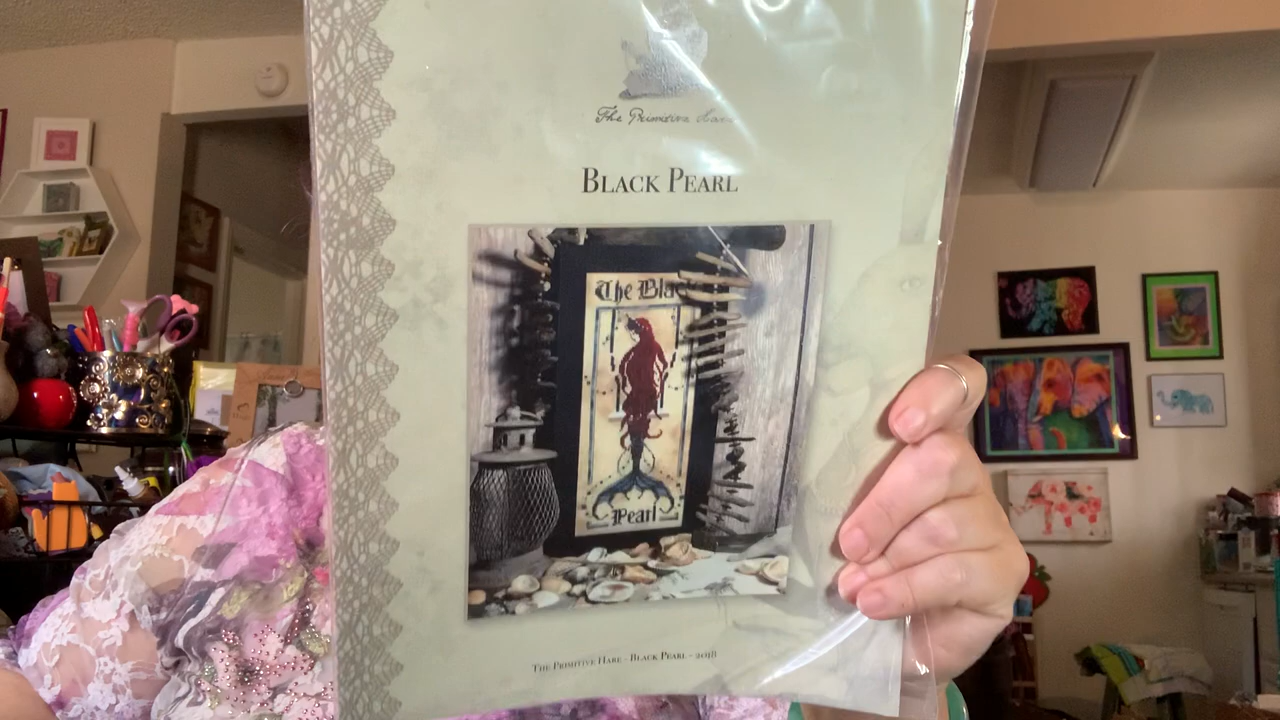 The Primitive Hare
BLACK PEARL
The Black
Pearl
THE PRIMITIVE HARE - BLACK PEARL - 2018